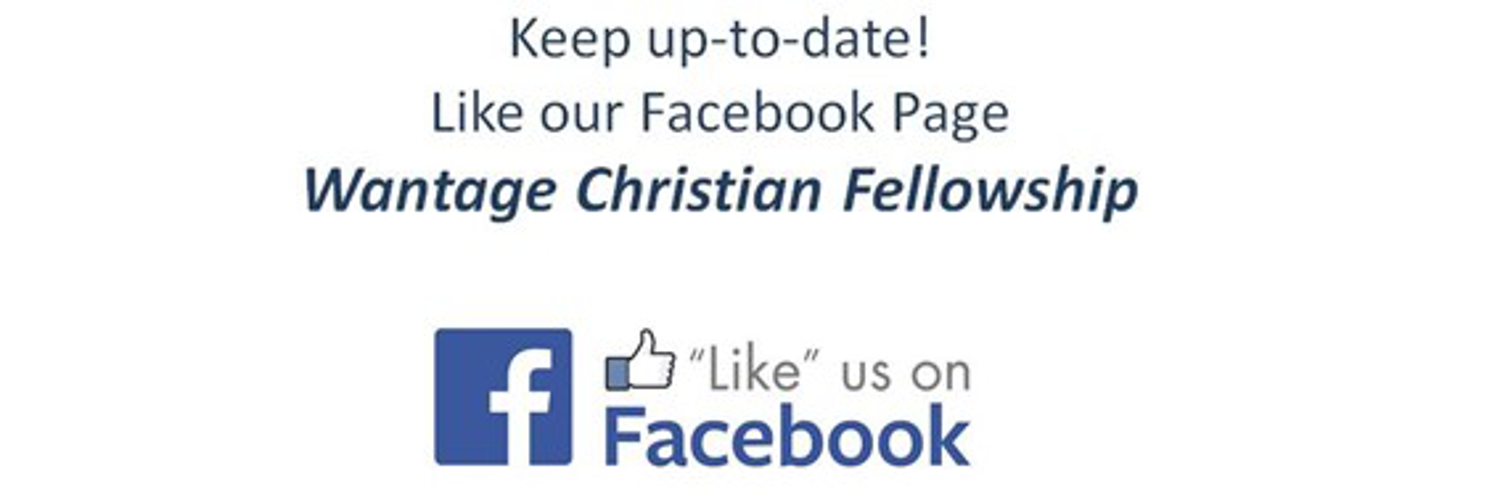 Keep up-to-date!
Like our Facebook Page
Wantage Christian Fellowship
f
“Like” us on
Facebook